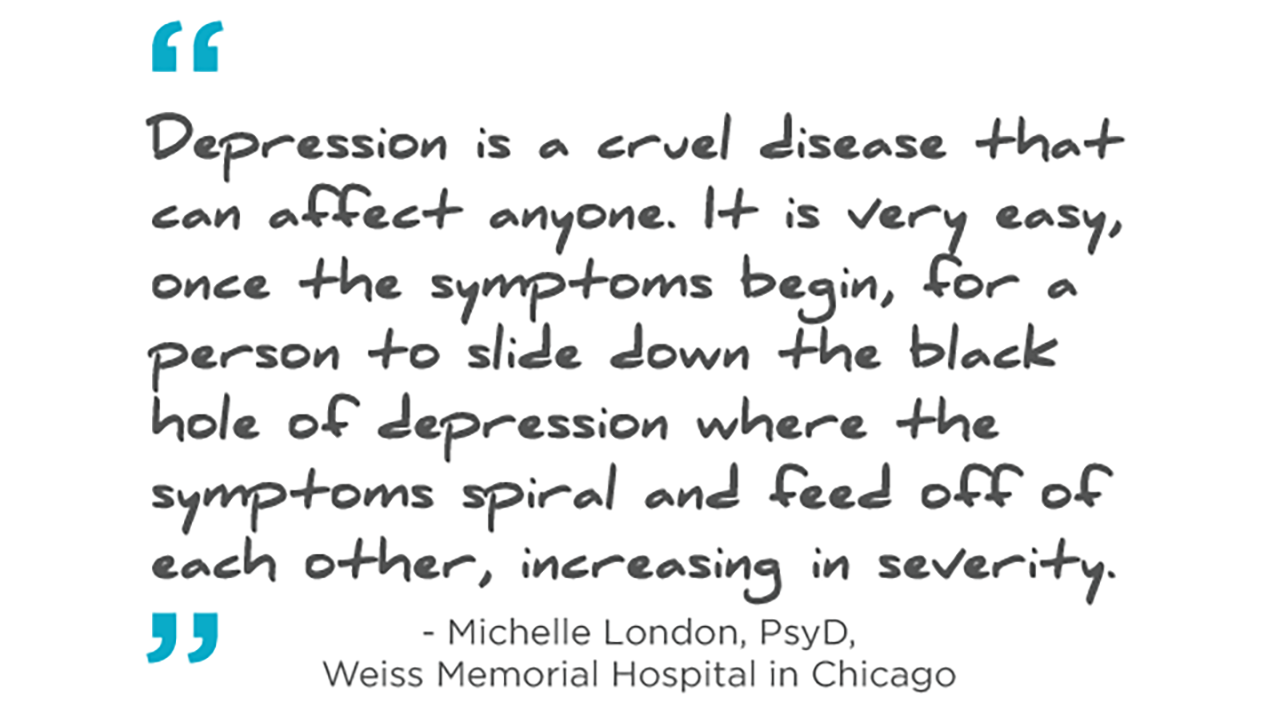 “
Depression is a cruel disease that
can affect anyone. It is very easy,
once the symptoms begin, for a
person to slide down the black
hole of depression where the
symptoms spiral and feed off of
each other, increasing in severity.
”
- Michelle London, PsyD,
Weiss Memorial Hospital in Chicago